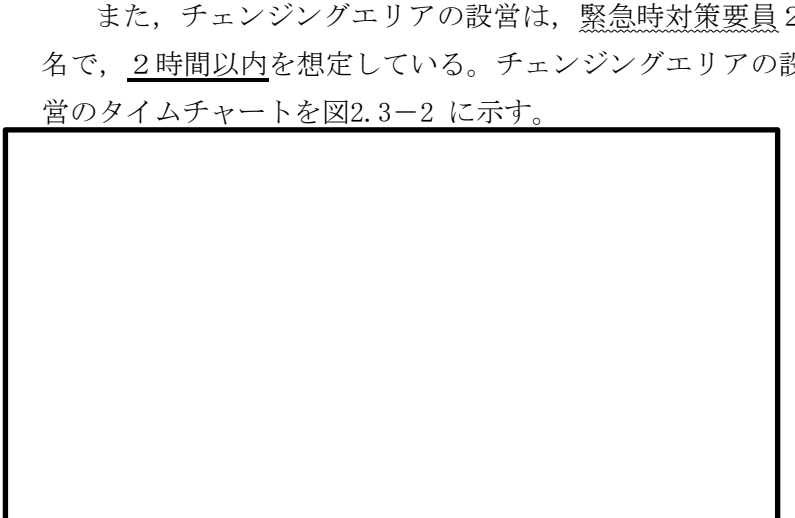 また，チェンジングエリアの設営は，緊急時対策要員２
名で，２時間以内を想定している。チェンジングエリアの設
営のタイムチャートを図2.3－2 に示す。